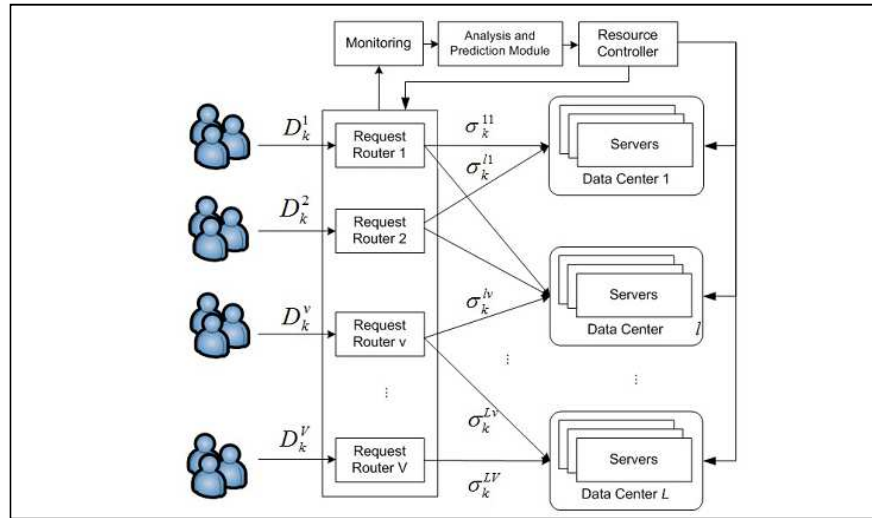 Monitoring
Analysis and
Prediction Module
Resource
Controller
D_k^1
Request
Router 1
σ_k^{11}
Servers
Data Center 1
σ_k^{l1}
D_k^2
Request
Router 2
Servers
Data Center l
σ_k^{lv}
D_k^v
Request
Router v
...
...
...
σ_k^{Lv}
D_k^V
Request
Router V
σ_k^{LV}
Servers
Data Center L